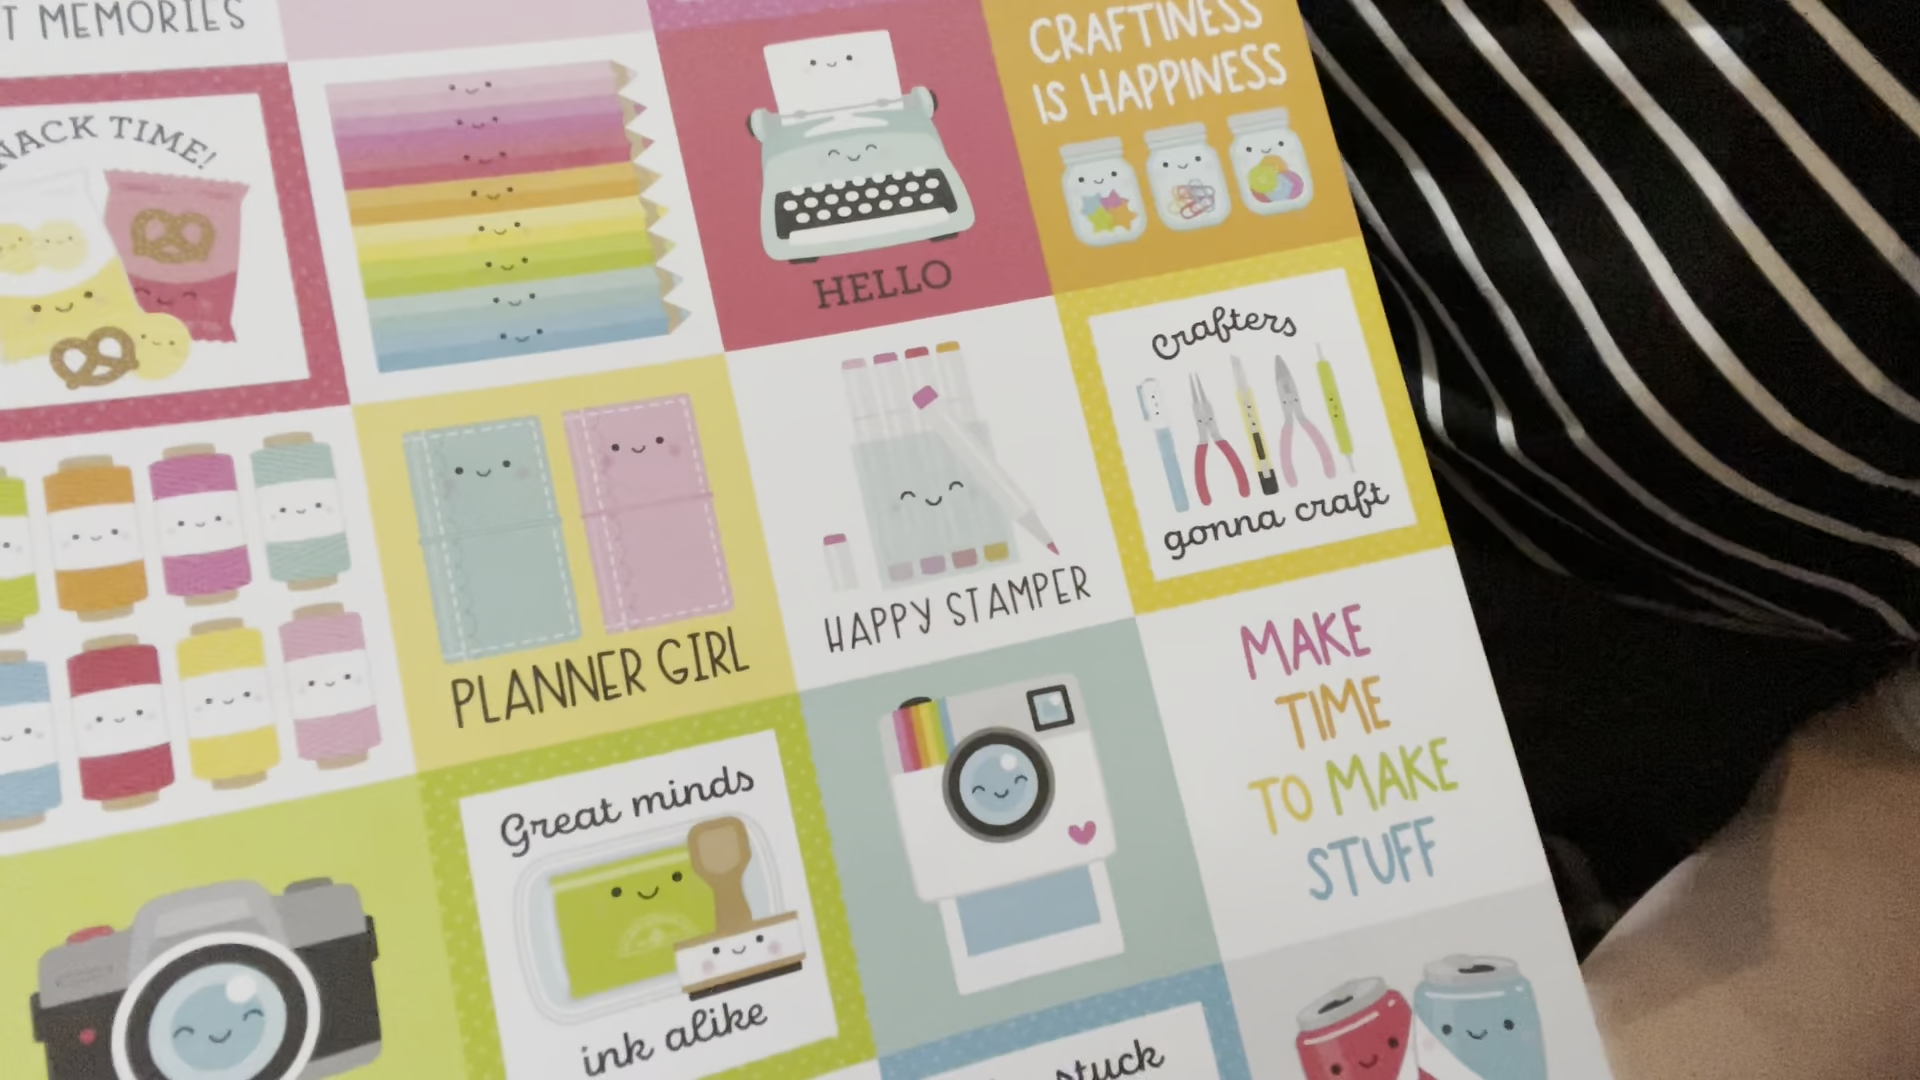 MEMORIES
CRAFTINESS
IS HAPPINESS
TIME!
HELLO
crafters
gonna craft
PLANNER GIRL
HAPPY STAMPER
MAKE
TIME
TO MAKE
STUFF
Great minds
ink alike
stuck